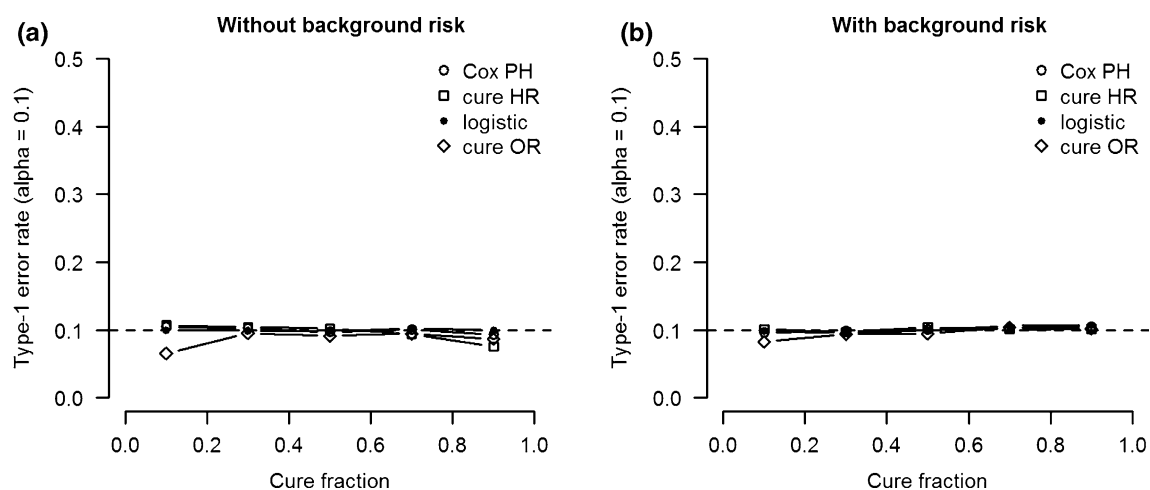 (a)
Without background risk
Type-1 error rate (alpha = 0.1)
0.5
0.4
0.3
0.2
0.1
0.0
Cox PH
cure HR
logistic
cure OR
0.0 0.2 0.4 0.6 0.8 1.0
Cure fraction
(b)
With background risk
Type-1 error rate (alpha = 0.1)
0.5
0.4
0.3
0.2
0.1
0.0
Cox PH
cure HR
logistic
cure OR
0.0 0.2 0.4 0.6 0.8 1.0
Cure fraction